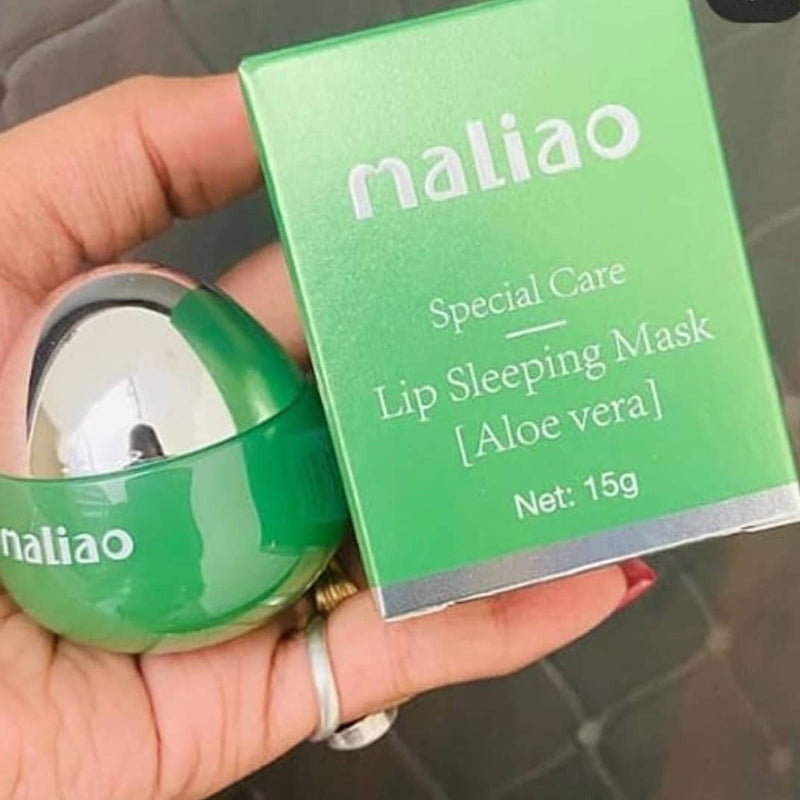 maliao
Special Care
Lip Sleeping Mask
[Aloe vera]
Net: 15g
maliao